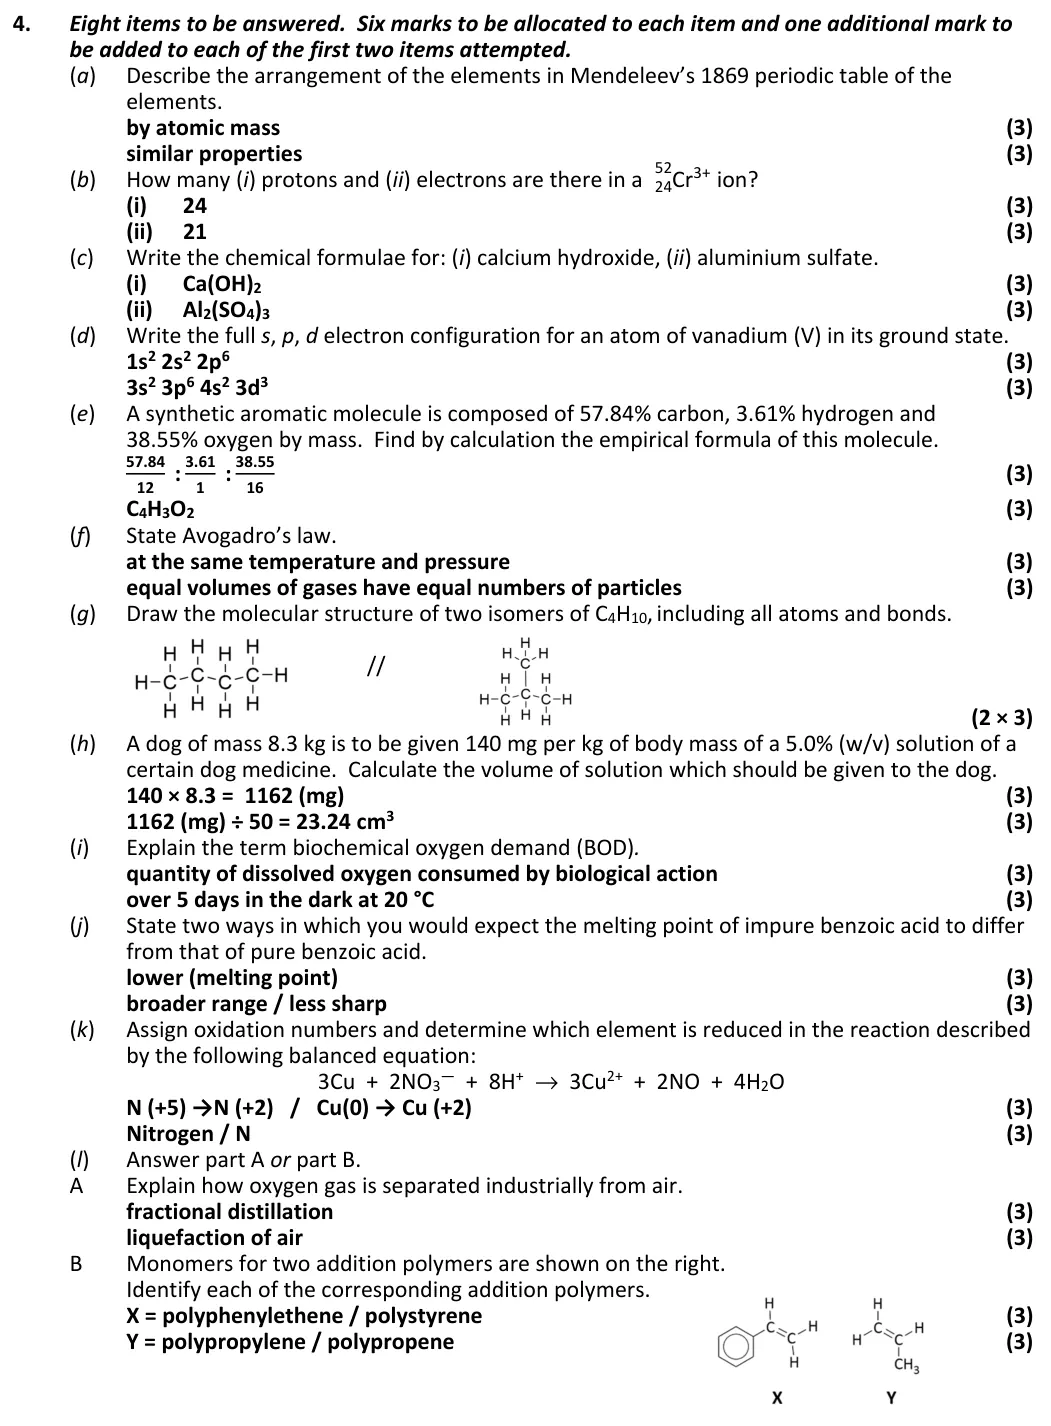 4. Eight items to be answered. Six marks to be allocated to each item and one additional mark to
be added to each of the first two items attempted.
(a) Describe the arrangement of the elements in Mendeleev's 1869 periodic table of the
elements.
by atomic mass (3)
similar properties (3)
(b) How many (i) protons and (ii) electrons are there in a ⁵²₂₄Cr³⁺ ion?
(i) 24 (3)
(ii) 21 (3)
(c) Write the chemical formulae for: (i) calcium hydroxide, (ii) aluminium sulfate.
(i) Ca(OH)₂ (3)
(ii) Al₂(SO₄)₃ (3)
(d) Write the full s, p, d electron configuration for an atom of vanadium (V) in its ground state.
1s² 2s² 2p⁶ (3)
3s² 3p⁶ 4s² 3d³ (3)
(e) A synthetic aromatic molecule is composed of 57.84% carbon, 3.61% hydrogen and
38.55% oxygen by mass. Find by calculation the empirical formula of this molecule.
57.84/12 : 3.61/1 : 38.55/16 (3)
C₄H₃O₂ (3)
(f) State Avogadro's law.
at the same temperature and pressure (3)
equal volumes of gases have equal numbers of particles (3)
(g) Draw the molecular structure of two isomers of C₄H₁₀, including all atoms and bonds.
H H H H
H-C-C-C-C-H
H H H H
//
H
H C H
H H
H-C-C-C-H
H H H
(2 × 3)
(h) A dog of mass 8.3 kg is to be given 140 mg per kg of body mass of a 5.0% (w/v) solution of a
certain dog medicine. Calculate the volume of solution which should be given to the dog.
140 × 8.3 = 1162 (mg) (3)
1162 (mg) ÷ 50 = 23.24 cm³ (3)
(i) Explain the term biochemical oxygen demand (BOD).
quantity of dissolved oxygen consumed by biological action (3)
over 5 days in the dark at 20 °C (3)
(j) State two ways in which you would expect the melting point of impure benzoic acid to differ
from that of pure benzoic acid.
lower (melting point) (3)
broader range / less sharp (3)
(k) Assign oxidation numbers and determine which element is reduced in the reaction described
by the following balanced equation:
3Cu + 2NO₃⁻ + 8H⁺ → 3Cu²⁺ + 2NO + 4H₂O
N (+5) →N (+2) / Cu(0) → Cu (+2) (3)
Nitrogen / N (3)
(l) Answer part A or part B.
A Explain how oxygen gas is separated industrially from air.
fractional distillation (3)
liquefaction of air (3)
B Monomers for two addition polymers are shown on the right.
Identify each of the corresponding addition polymers.
X = polyphenylethene / polystyrene (3)
Y = polypropylene / polypropene (3)
H H
C H C H
C H C
H CH₃
X Y